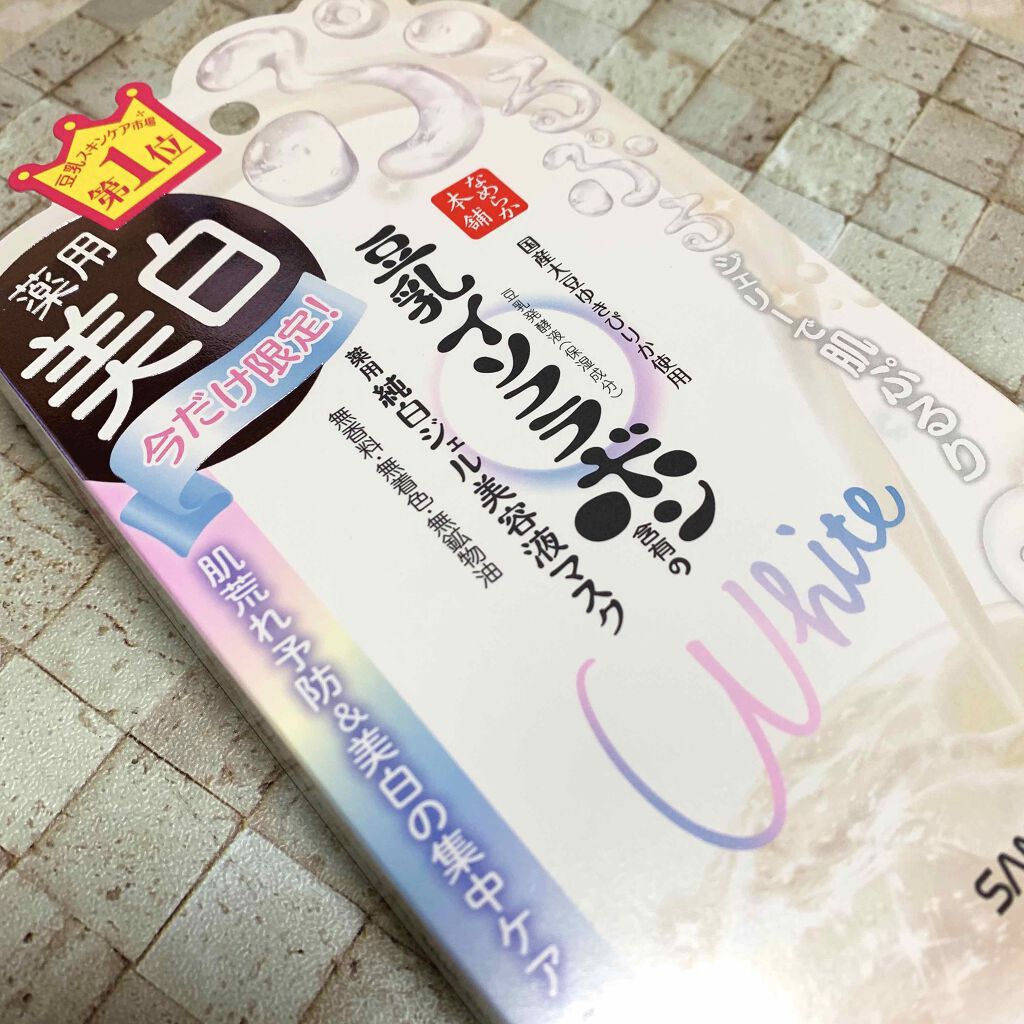 豆乳スキンケア市場*
第1位
薬用
美白
今だけ限定!
ぷるぷるジェリーで肌ぷるり
なめらか
本舗
国産大豆ゆきぴりか使用
豆乳発酵液(保湿成分)
豆乳イソフラボン
含有の
薬用 純白ジェル美容液マスク
無香料・無着色・無鉱物油
White
肌荒れ予防&美白の集中ケア
SAN